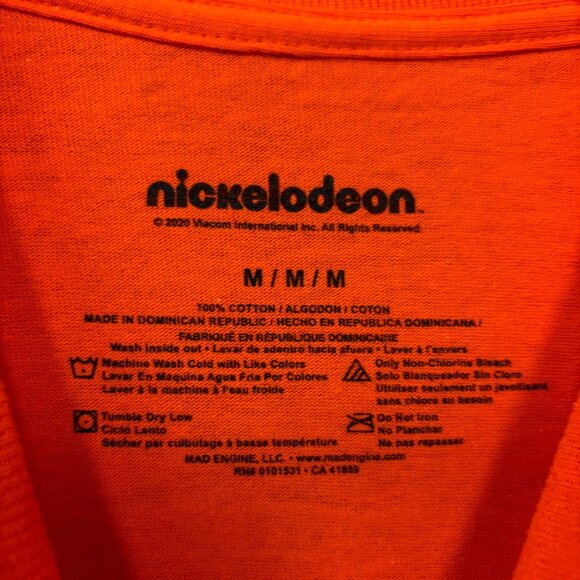 nickelodeon™
© 2020 Viacom International Inc. All Rights Reserved.
M / M / M
100% COTTON / ALGODON / COTON
MADE IN DOMINICAN REPUBLIC / HECHO EN REPUBLICA DOMINICANA /
FABRIQUÉ EN RÉPUBLIQUE DOMINICAINE
Wash inside out • Lavar de adentro hacia afuera • Laver à l'envers
Machine Wash Cold with Like Colors
Lavar En Maquina Agua Fria Por Colores
Laver à la machine à l'eau froide
Only Non-Chlorine Bleach
Solo Blanqueador Sin Cloro
Utiliser seulement un javellisant
sans chlore au besoin
Tumble Dry Low
Ciclo Lento
Sécher par culbutage à basse température
Do Not Iron
No Planchar
Ne pas repasser
MAD ENGINE, LLC. • www.madengine.com
RN# 0101531 • CA 41859